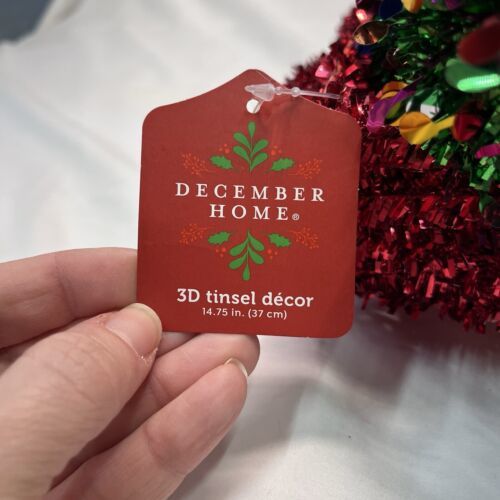 DECEMBER
HOME®
3D tinsel décor
14.75 in. (37 cm)